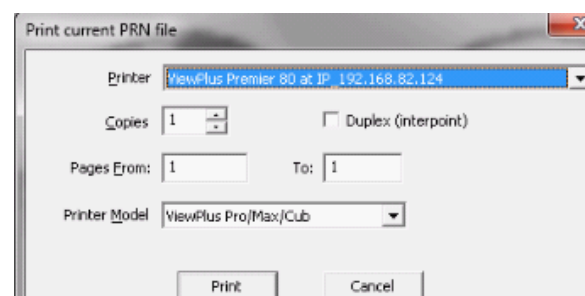 Print current PRN file
Printer ViewPlus Premier 80 at IP_192.168.82.124
Copies 1 Duplex (interpoint)
Pages From: 1 To: 1
Printer Model ViewPlus Pro/Max/Cub
Print Cancel